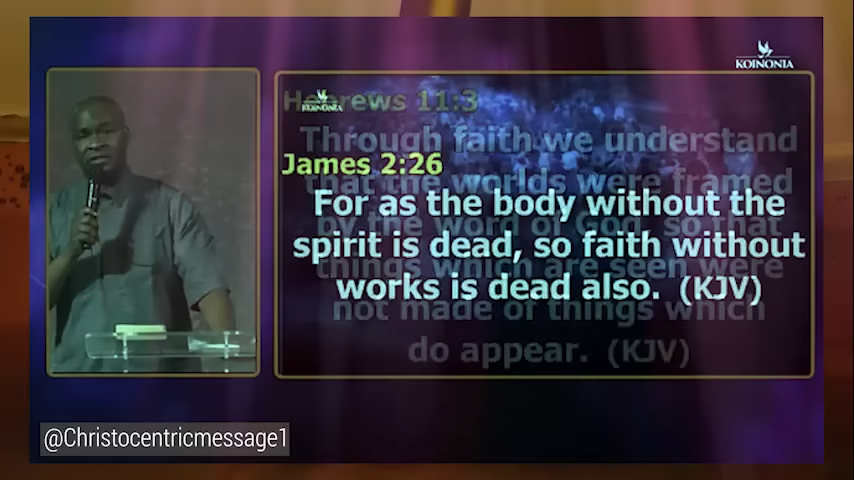 KOINONIA
Hebrews 11:3
KOINONIA
Through faith we understand
that the worlds were framed
by the word of God, so that
things which are seen were
not made of things which
do appear. (KJV)
James 2:26
For as the body without the
spirit is dead, so faith without
works is dead also. (KJV)
@Christocentricmessage1